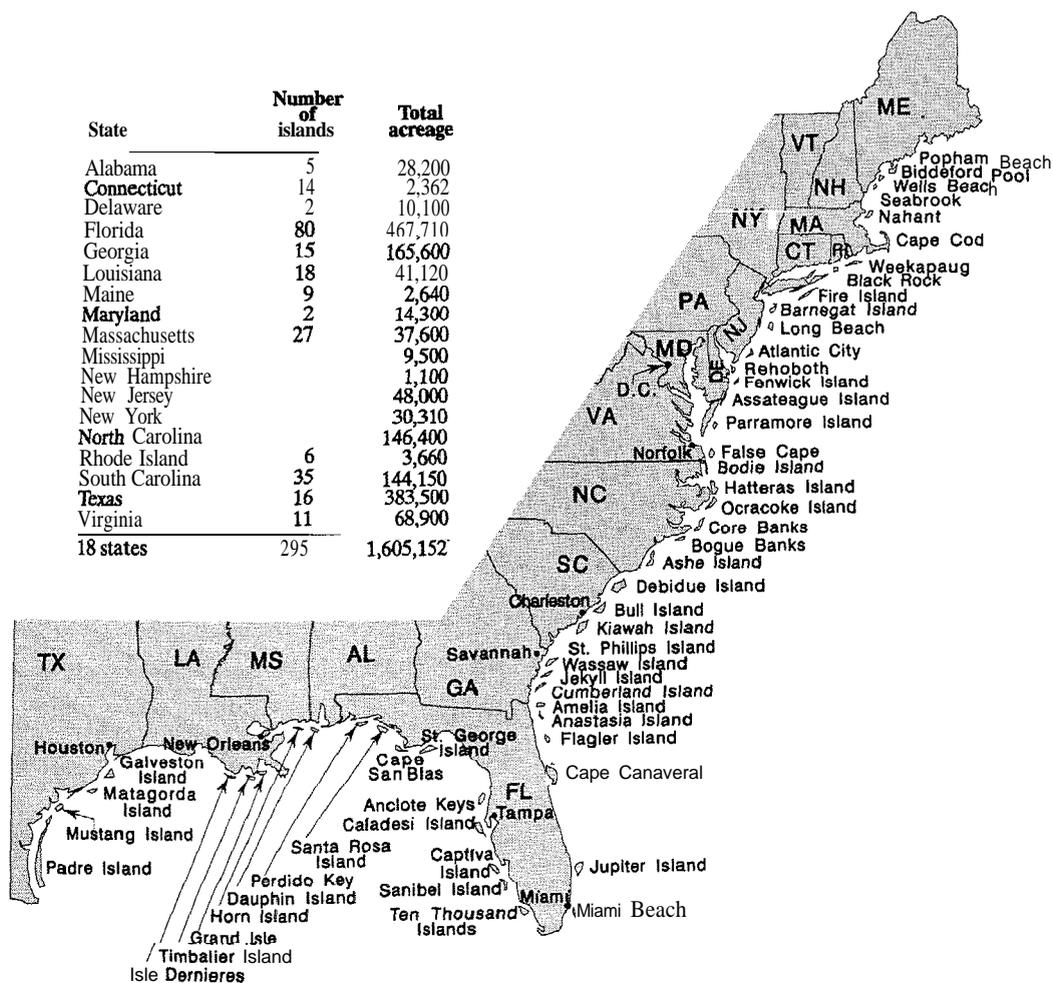 Number
of
islands
Total
acreage
State
Alabama 5 28,200
Connecticut 14 2,362
Delaware 2 10,100
Florida 80 467,710
Georgia 15 165,600
Louisiana 18 41,120
Maine 9 2,640
Maryland 2 14,300
Massachusetts 27 37,600
Mississippi 9,500
New Hampshire 1,100
New Jersey 48,000
New York 30,310
North Carolina 146,400
Rhode Island 6 3,660
South Carolina 35 144,150
Texas 16 383,500
Virginia 11 68,900
18 states 295 1,605,152
ME
VT
NH
NY
MA
CT
RI
PA
NJ
MD
DE
D.C.
VA
Norfolk
NC
SC
Charleston
Savannah
GA
TX
LA
MS
AL
FL
Popham Beach
Biddeford Pool
Wells Beach
Seabrook
Nahant
Cape Cod
Weekapaug
Black Rock
Fire Island
Barnegat Island
Long Beach
Atlantic City
Rehoboth
Fenwick Island
Assateague Island
Parramore Island
False Cape
Bodie Island
Hatteras Island
Ocracoke Island
Core Banks
Bogue Banks
Ashe Island
Debidue Island
Bull Island
Kiawah Island
St. Phillips Island
Wassaw Island
Jekyll Island
Cumberland Island
Amelia Island
Anastasia Island
Flagler Island
Cape Canaveral
Jupiter Island
Miami
Miami Beach
Houston
New Orleans
Galveston
Island
Matagorda
Island
Mustang Island
Padre Island
St. George
Island
Cape
San Blas
Anclote Keys
Tampa
Caladesi Island
Captiva
Island
Sanibel Island
Ten Thousand
Islands
Santa Rosa
Island
Perdido Key
Dauphin Island
Horn Island
Grand Isle
Timbalier Island
Isle Dernieres